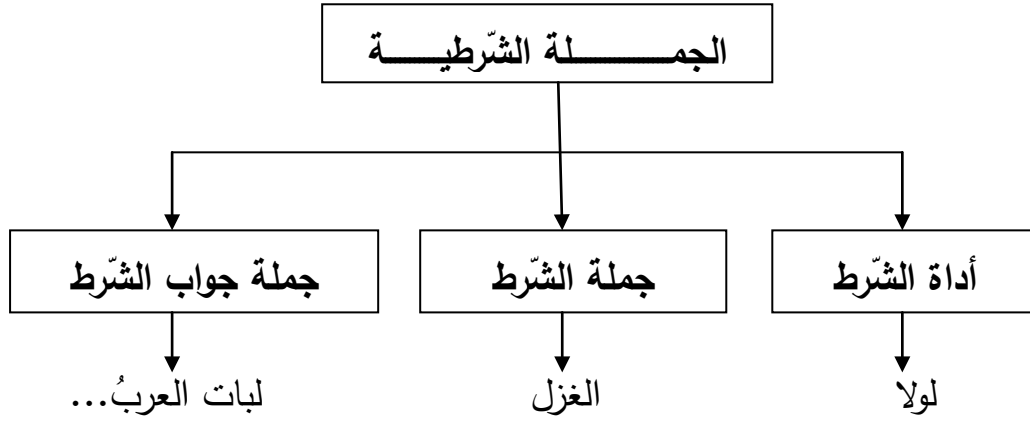 الجمـــــــلة الشّرطيـــــة
أداة الشّرط
جملة الشّرط
جملة جواب الشّرط
لولا
الغزل
لبات العربُ...